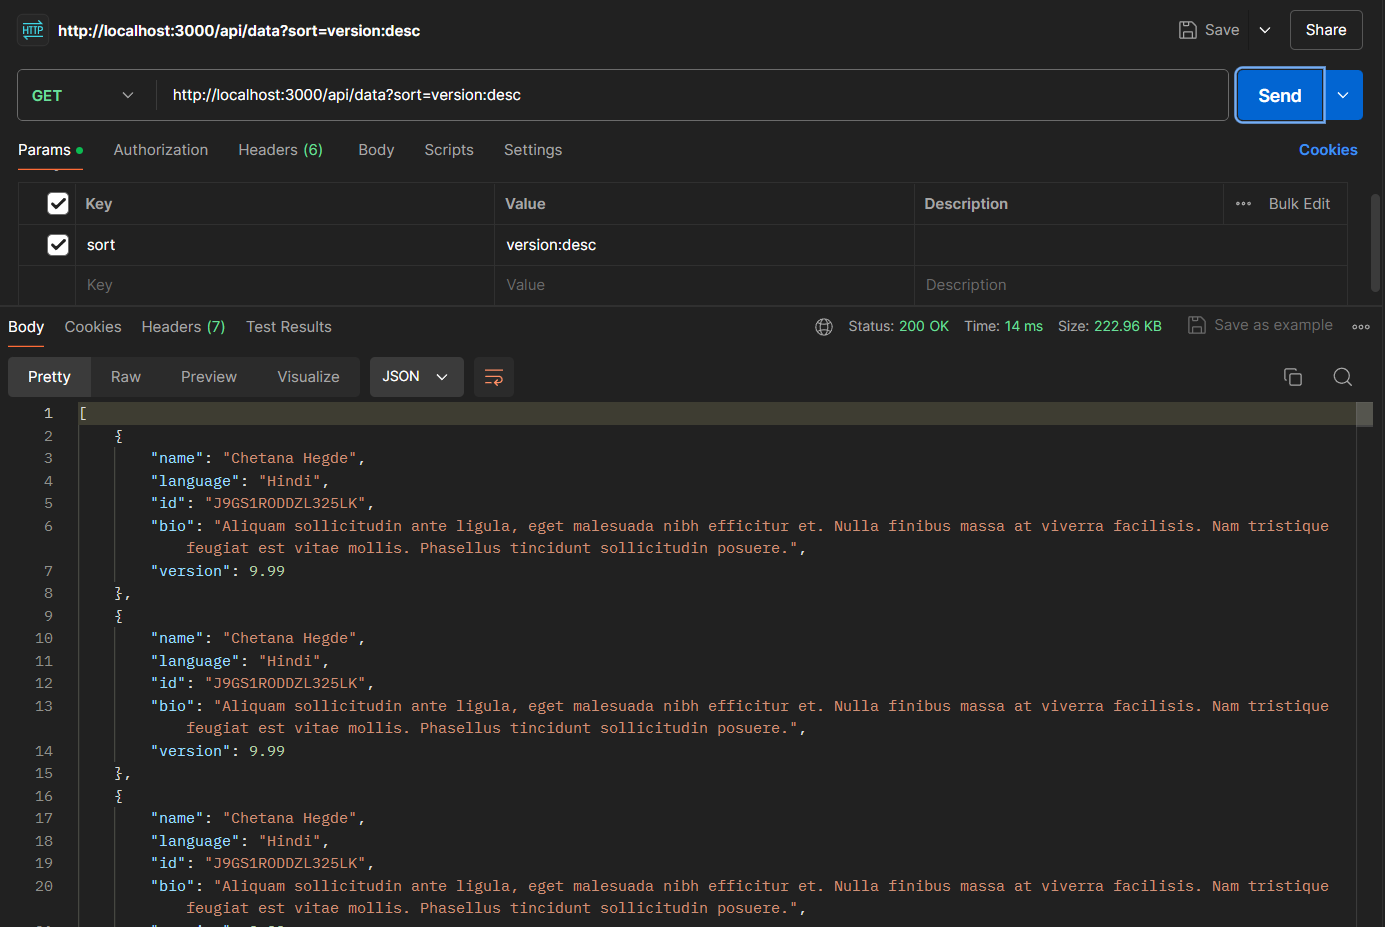 HTTP http://localhost:3000/api/data?sort=version:desc Save Share
GET http://localhost:3000/api/data?sort=version:desc Send
Params Authorization Headers (6) Body Scripts Settings Cookies
Key Value Description Bulk Edit
sort version:desc
Key Value Description
Body Cookies Headers (7) Test Results Status: 200 OK Time: 14 ms Size: 222.96 KB Save as example
Pretty Raw Preview Visualize JSON
1 [
2 {
3 "name": "Chetana Hegde",
4 "language": "Hindi",
5 "id": "J9GS1RODDZL325LK",
6 "bio": "Aliquam sollicitudin ante ligula, eget malesuada nibh efficitur et. Nulla finibus massa at viverra facilisis. Nam tristique
feugiat est vitae mollis. Phasellus tincidunt sollicitudin posuere.",
7 "version": 9.99
8 },
9 {
10 "name": "Chetana Hegde",
11 "language": "Hindi",
12 "id": "J9GS1RODDZL325LK",
13 "bio": "Aliquam sollicitudin ante ligula, eget malesuada nibh efficitur et. Nulla finibus massa at viverra facilisis. Nam tristique
feugiat est vitae mollis. Phasellus tincidunt sollicitudin posuere.",
14 "version": 9.99
15 },
16 {
17 "name": "Chetana Hegde",
18 "language": "Hindi",
19 "id": "J9GS1RODDZL325LK",
20 "bio": "Aliquam sollicitudin ante ligula, eget malesuada nibh efficitur et. Nulla finibus massa at viverra facilisis. Nam tristique
feugiat est vitae mollis. Phasellus tincidunt sollicitudin posuere.",